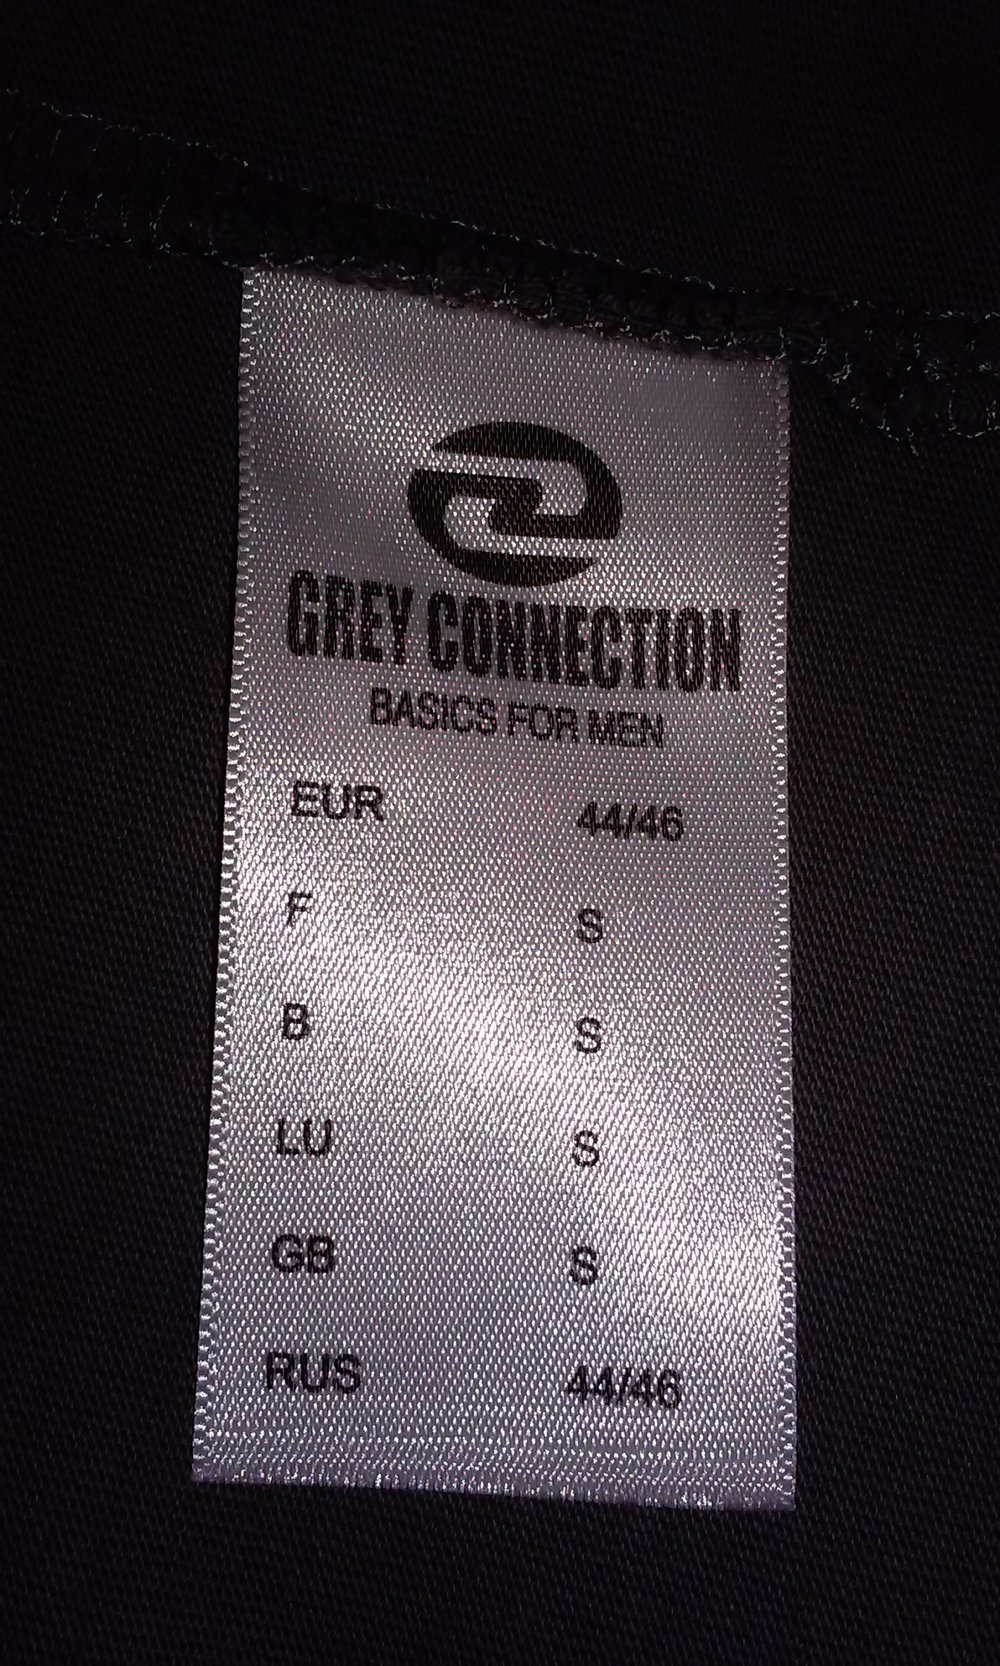 GREY CONNECTION
BASICS FOR MEN
EUR 44/46
F S
B S
LU S
GB S
RUS 44/46